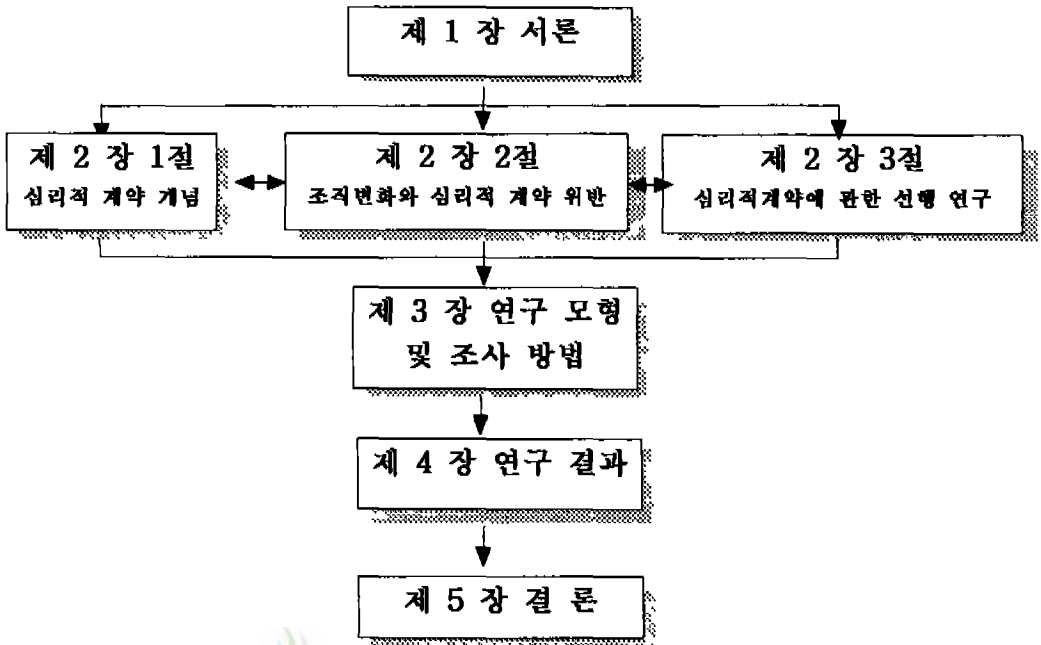 제 1 장 서론
제 2 장 1절
심리적 계약 개념
제 2 장 2절
조직변화와 심리적 계약 위반
제 2 장 3절
심리적계약에 관한 선행 연구
제 3 장 연구 모형
및 조사 방법
제 4 장 연구 결과
제 5 장 결 론